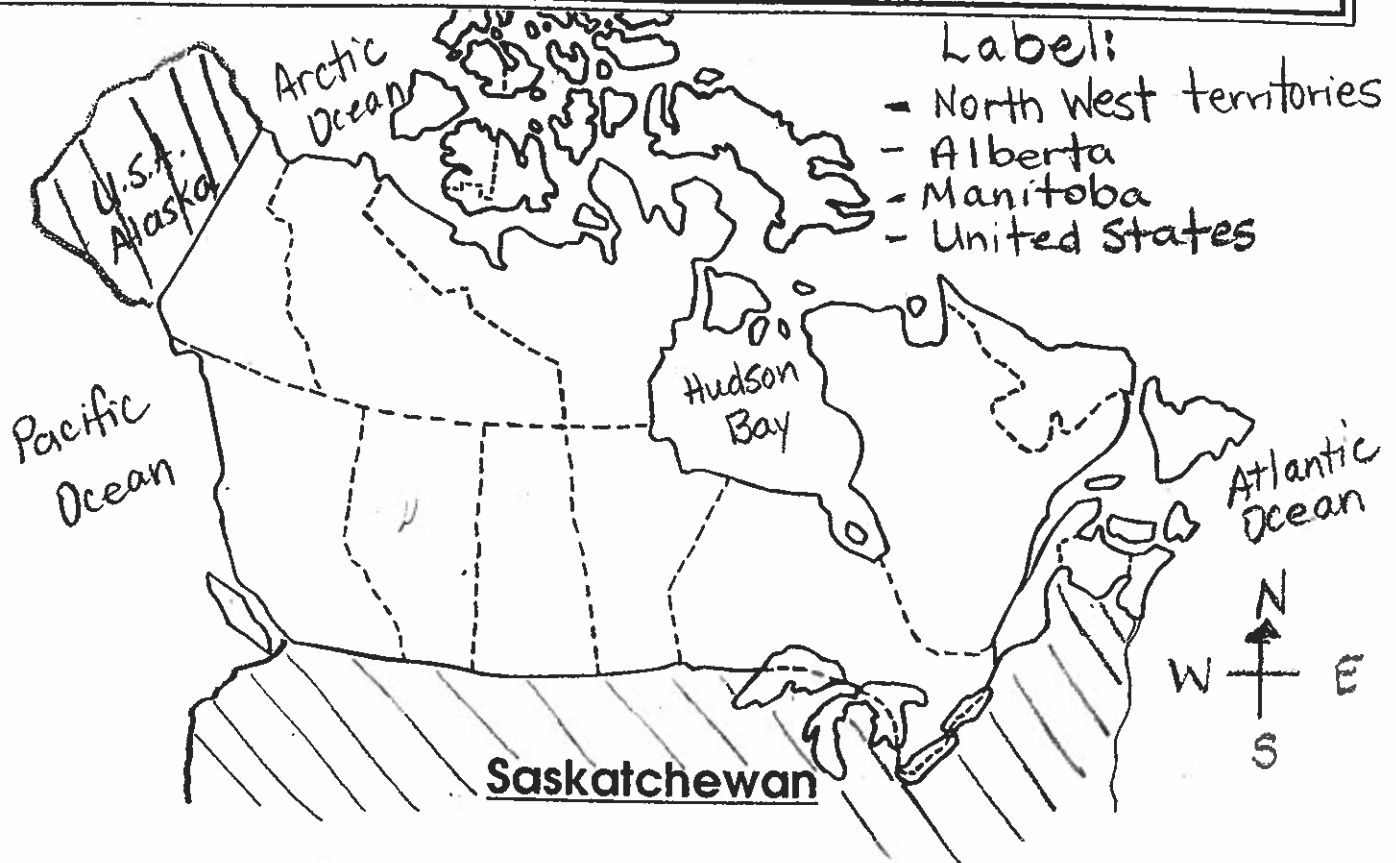 Label:
- North West territories
- Alberta
- Manitoba
- United States
Arctic
Ocean
U.S.A.
Alaska
Hudson
Bay
Pacific
Ocean
Atlantic
Ocean
N
W E
S
Saskatchewan